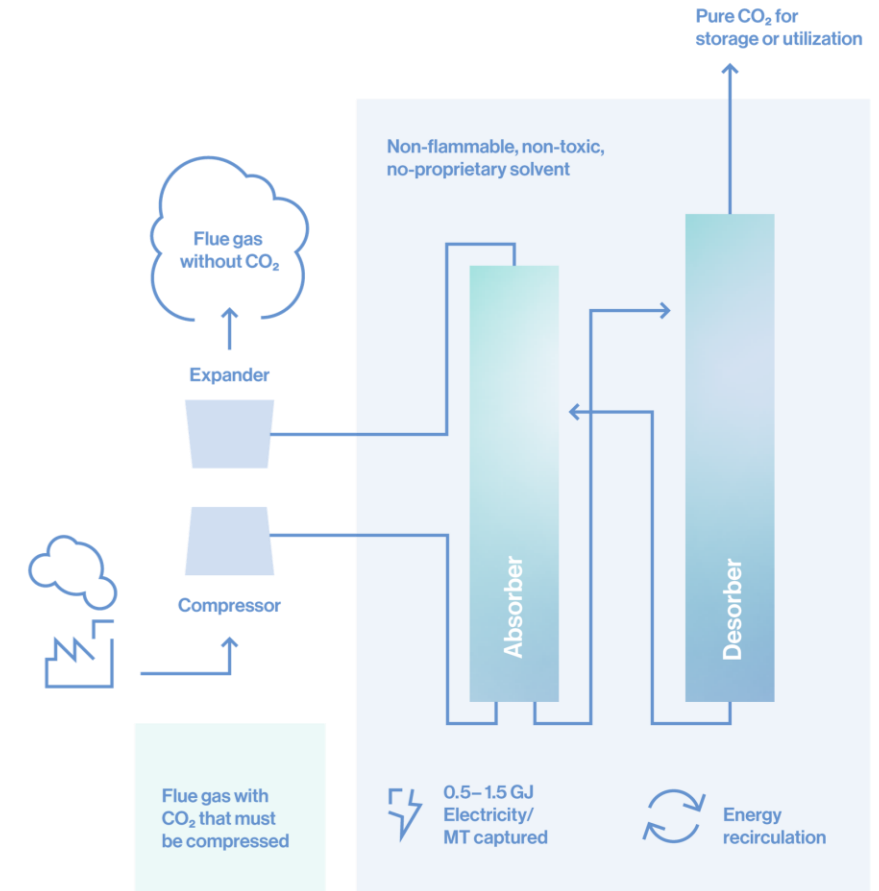 Pure CO₂ for
storage or utilization
Non-flammable, non-toxic,
no-proprietary solvent
Flue gas
without CO₂
Expander
Compressor
Absorber
Desorber
Flue gas with
CO₂ that must
be compressed
0.5–1.5 GJ
Electricity/
MT captured
Energy
recirculation